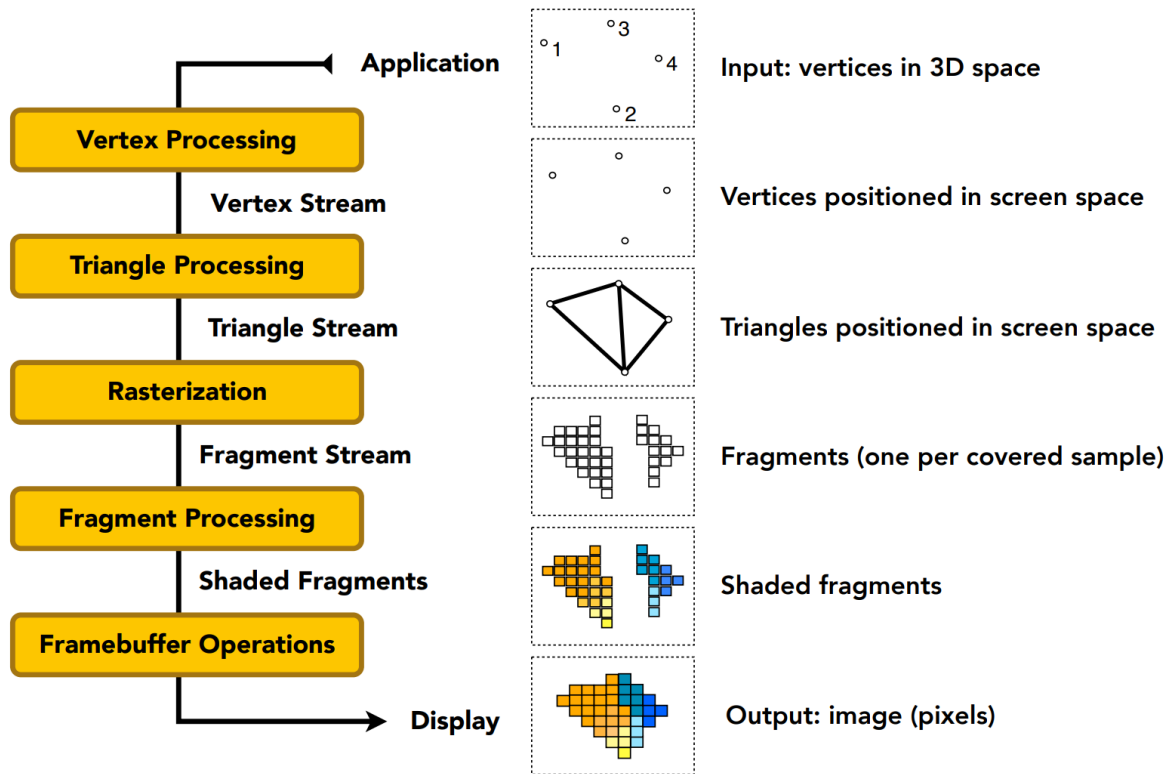 Application
3
1
4
2
Input: vertices in 3D space
Vertex Processing
Vertex Stream
Vertices positioned in screen space
Triangle Processing
Triangle Stream
Triangles positioned in screen space
Rasterization
Fragment Stream
Fragments (one per covered sample)
Fragment Processing
Shaded Fragments
Shaded fragments
Framebuffer Operations
Display
Output: image (pixels)